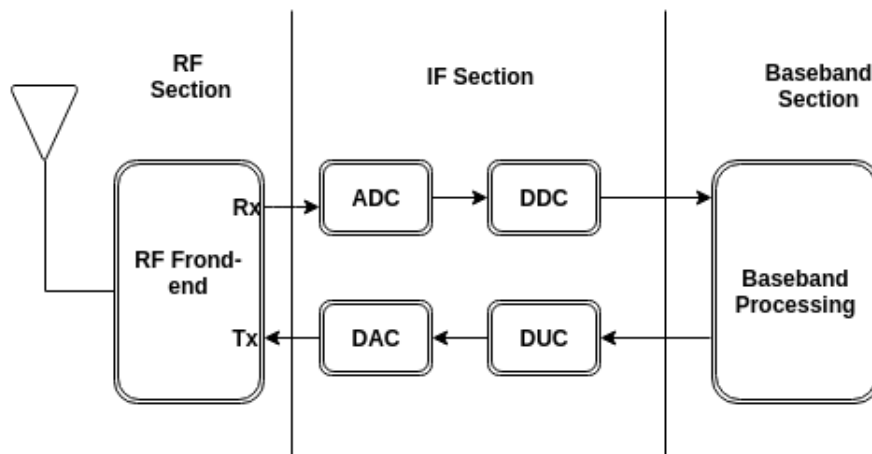 RF
Section
IF Section
Baseband
Section
Rx
ADC
DDC
RF Frond-
end
Baseband
Processing
Tx
DAC
DUC